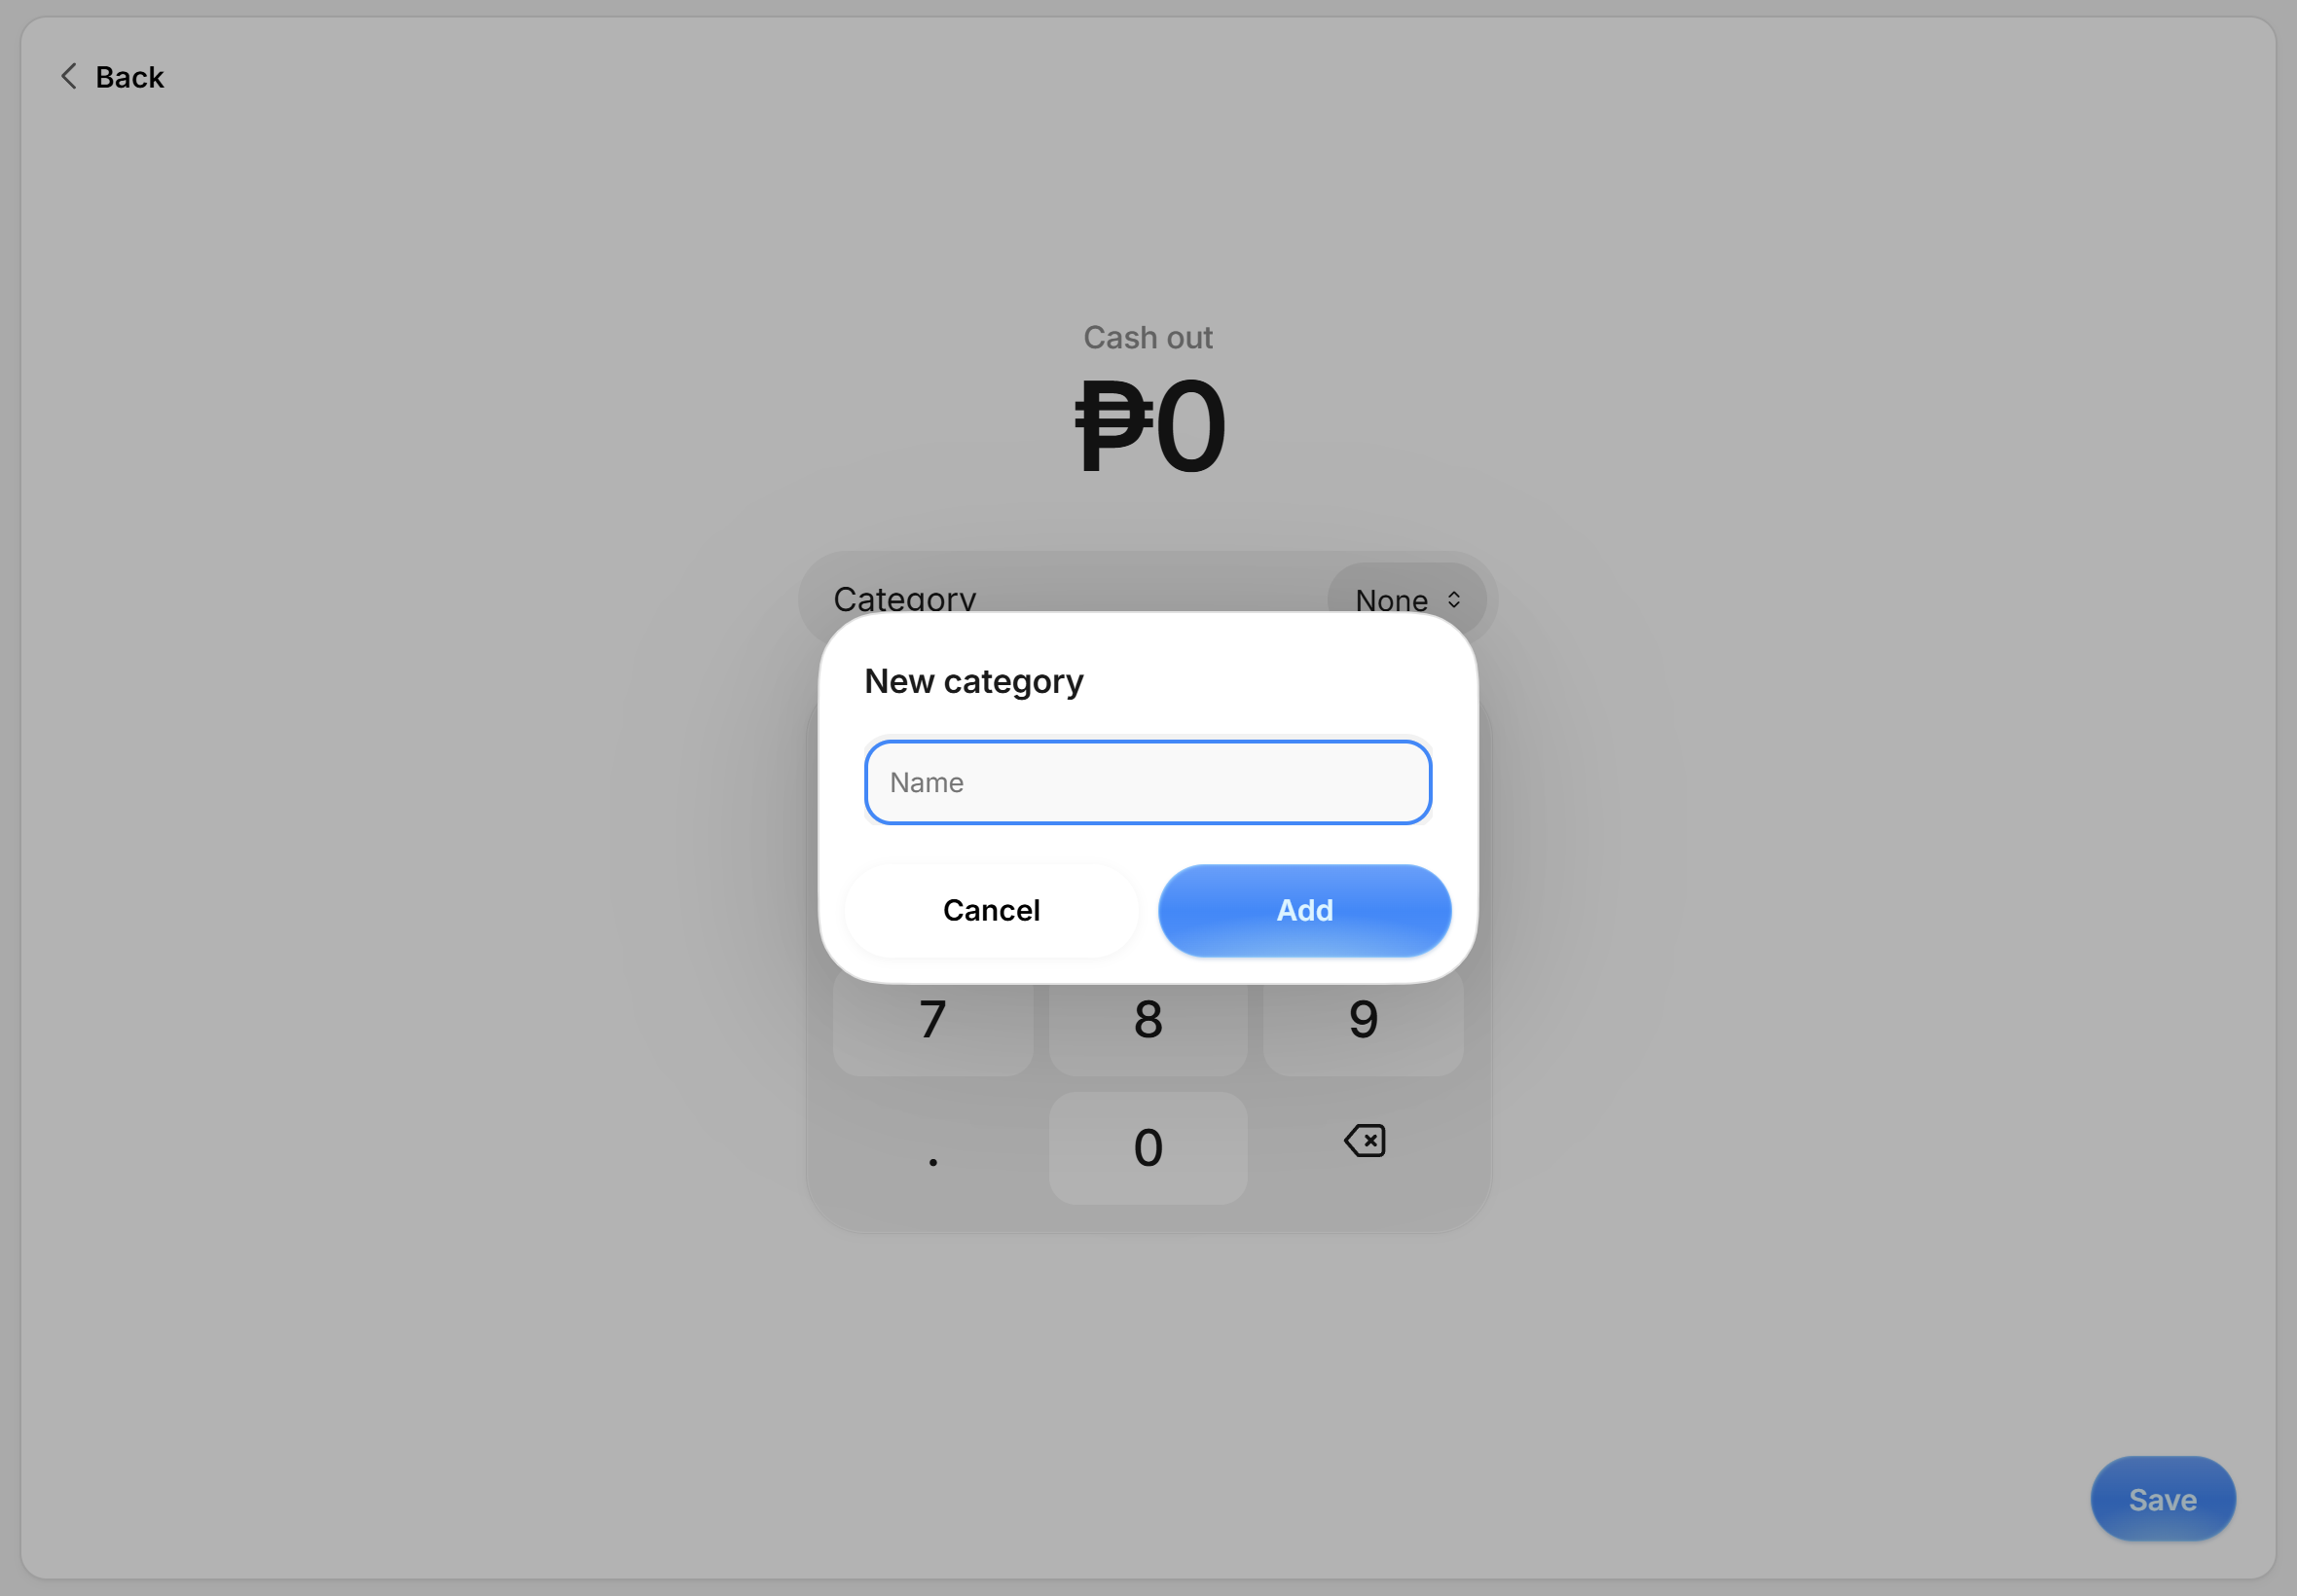 Back
Cash out
₱0
Category
None
New category
Name
Cancel
Add
7 8 9
. 0
Save